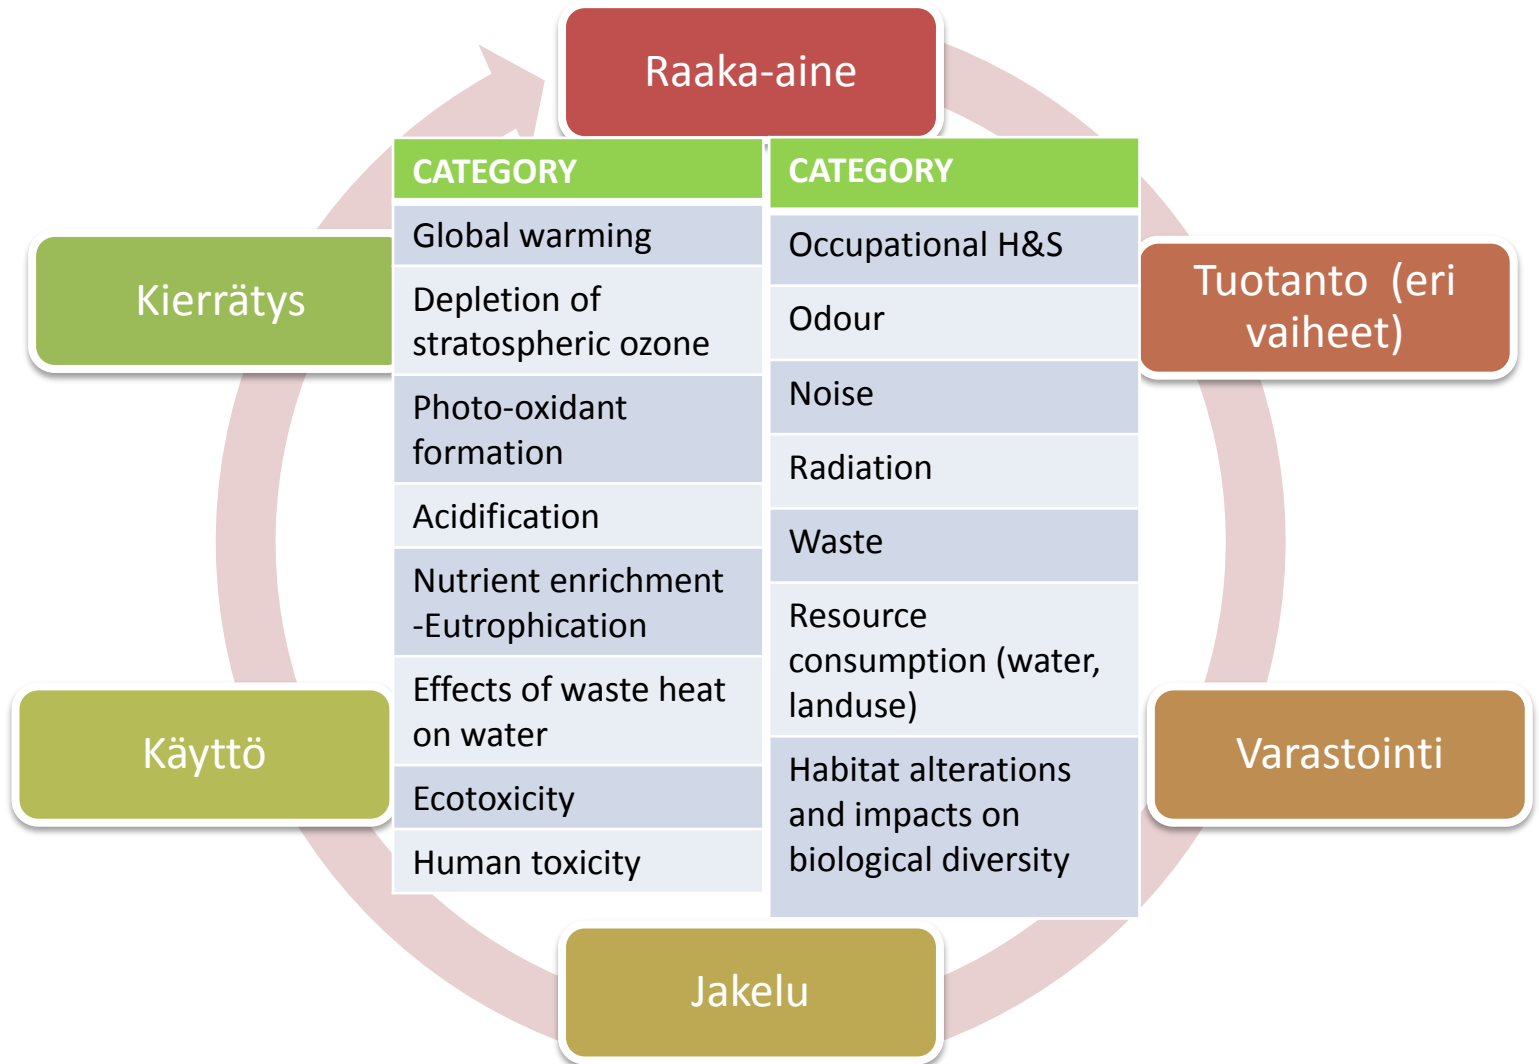 Raaka-aine
CATEGORY
Global warming
Depletion of
stratospheric ozone
Photo-oxidant
formation
Acidification
Nutrient enrichment
-Eutrophication
Effects of waste heat
on water
Ecotoxicity
Human toxicity
CATEGORY
Occupational H&S
Odour
Noise
Radiation
Waste
Resource
consumption (water,
landuse)
Habitat alterations
and impacts on
biological diversity
Tuotanto (eri
vaiheet)
Varastointi
Jakelu
Käyttö
Kierrätys